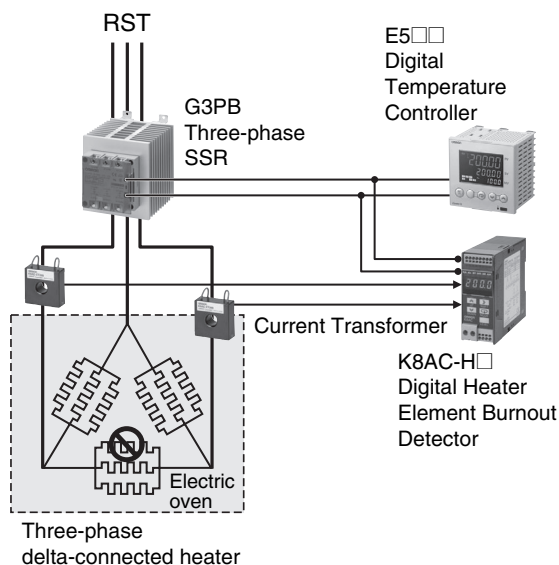 RST
E5□□
Digital
Temperature
Controller
G3PB
Three-phase
SSR
Current Transformer
K8AC-H□
Digital Heater
Element Burnout
Detector
Electric
oven
Three-phase
delta-connected heater